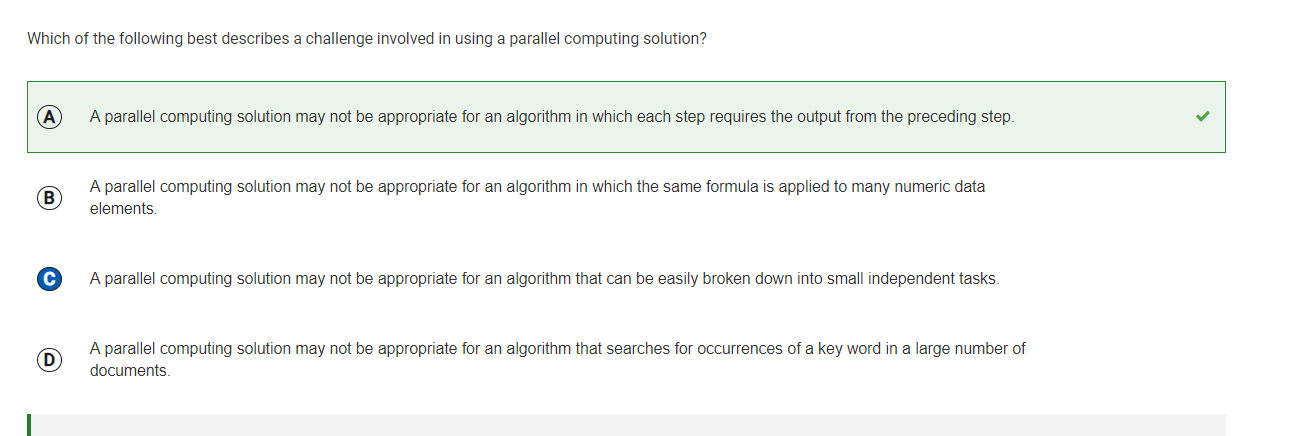 Which of the following best describes a challenge involved in using a parallel computing solution?
A A parallel computing solution may not be appropriate for an algorithm in which each step requires the output from the preceding step.
B A parallel computing solution may not be appropriate for an algorithm in which the same formula is applied to many numeric data
elements.
C A parallel computing solution may not be appropriate for an algorithm that can be easily broken down into small independent tasks.
D A parallel computing solution may not be appropriate for an algorithm that searches for occurrences of a key word in a large number of
documents.